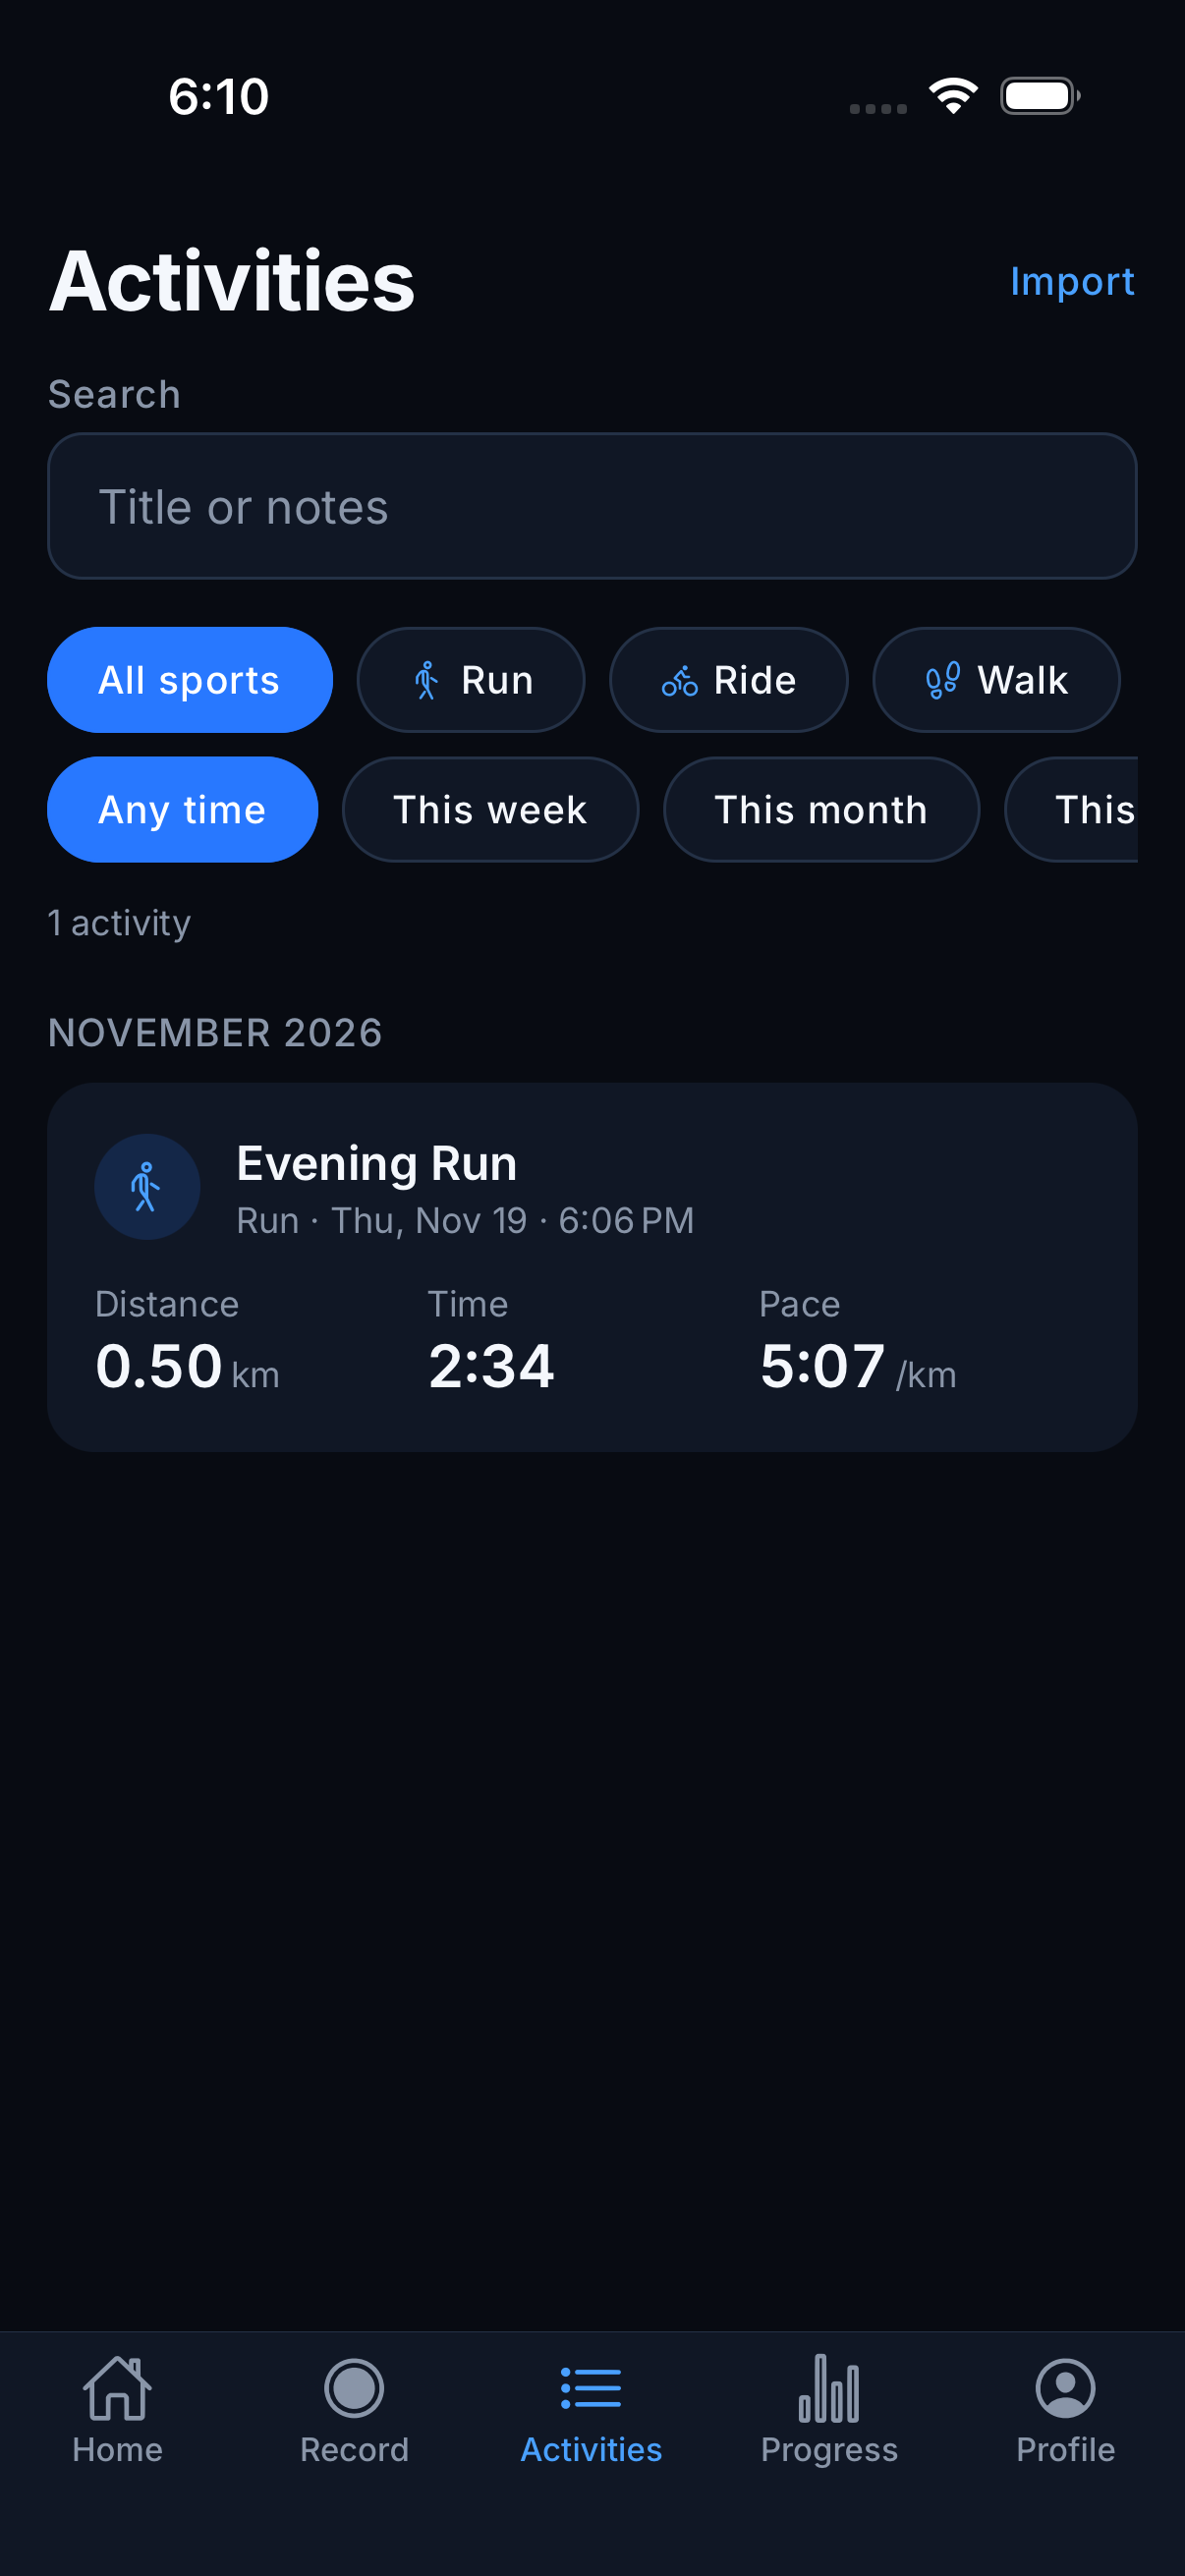 6:10
Activities
Import
Search
Title or notes
All sports
Run
Ride
Walk
Any time
This week
This month
This
1 activity
NOVEMBER 2026
Evening Run
Run · Thu, Nov 19 · 6:06 PM
Distance
Time
Pace
0.50 km
2:34
5:07 /km
Home
Record
Activities
Progress
Profile